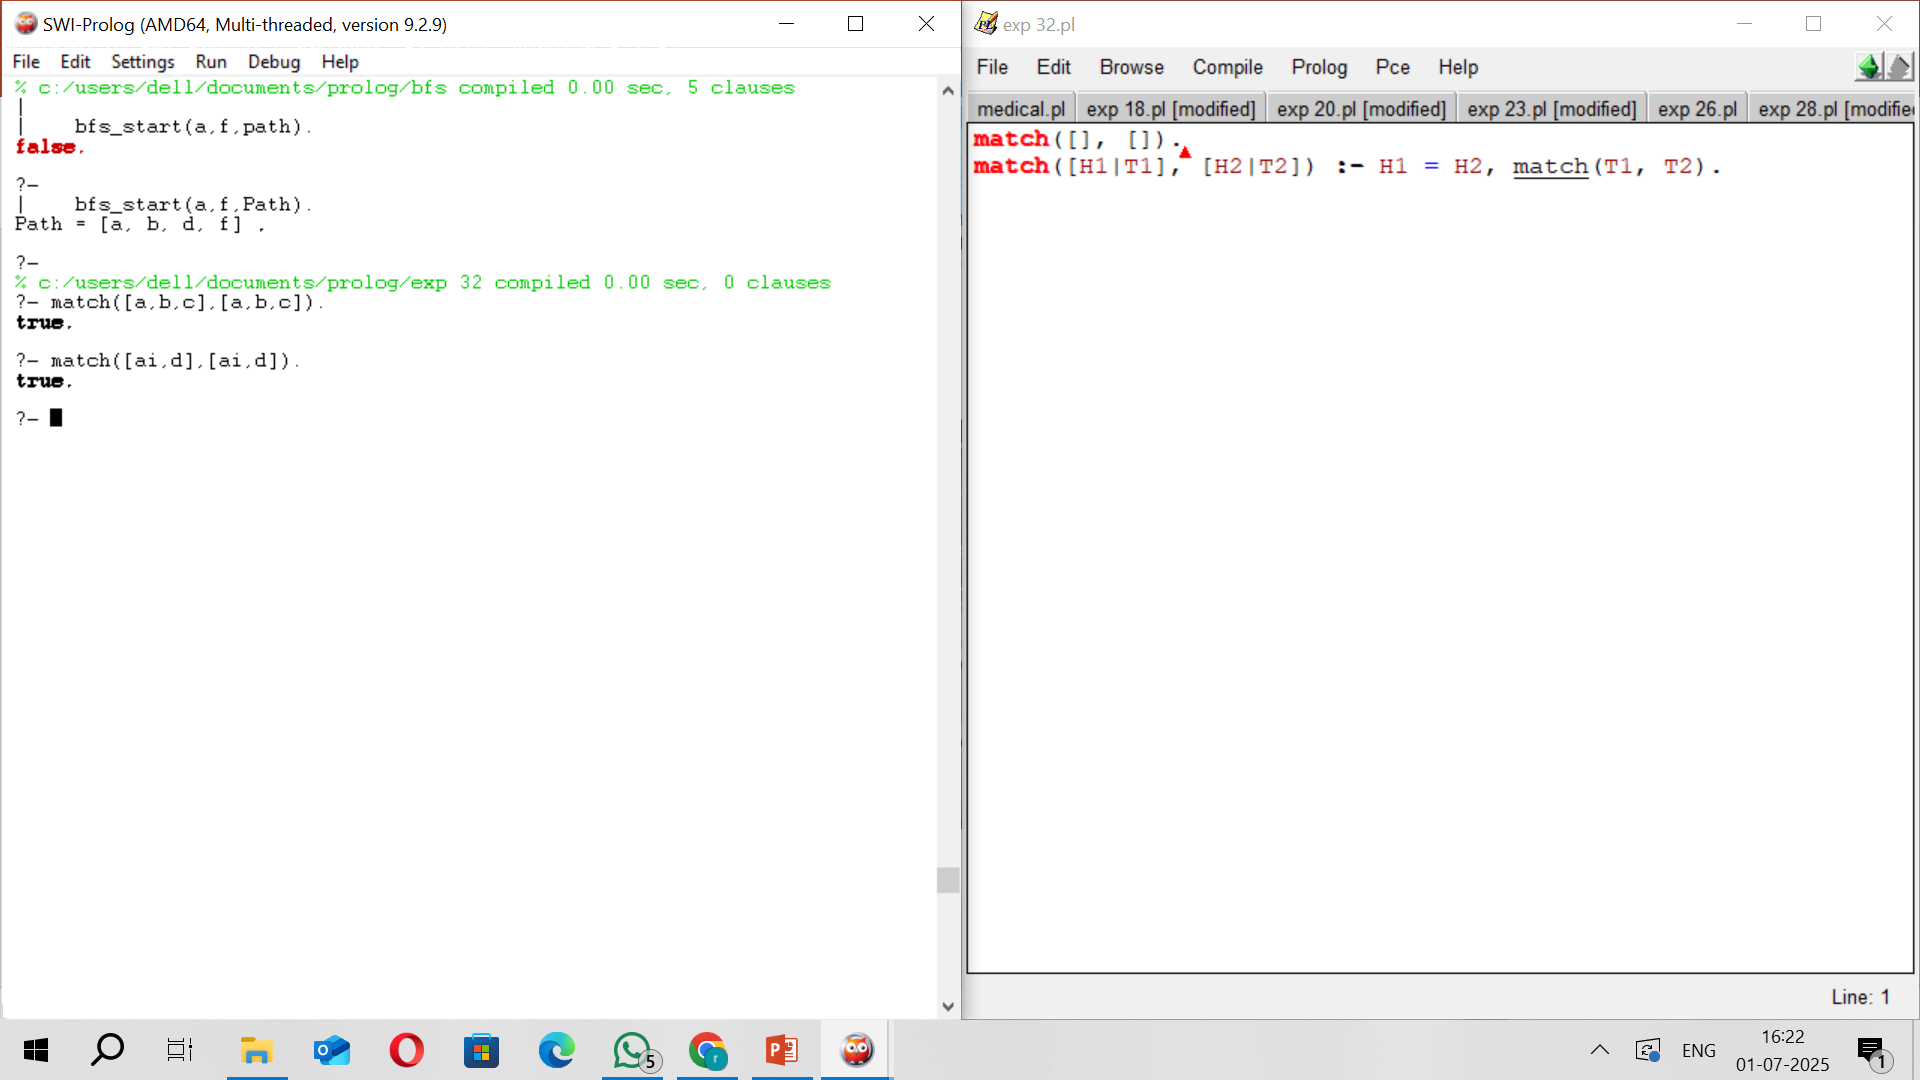 SWI-Prolog (AMD64, Multi-threaded, version 9.2.9)
File Edit Settings Run Debug Help
% c:/users/dell/documents/prolog/bfs compiled 0.00 sec, 5 clauses
|
|    bfs_start(a,f,path).
false.
?-
|    bfs_start(a,f,Path).
Path = [a, b, d, f] .
?-
% c:/users/dell/documents/prolog/exp 32 compiled 0.00 sec, 0 clauses
?- match([a,b,c],[a,b,c]).
true.
?- match([ai,d],[ai,d]).
true.
?-
exp 32.pl
File Edit Browse Compile Prolog Pce Help
medical.pl exp 18.pl [modified] exp 20.pl [modified] exp 23.pl [modified] exp 26.pl exp 28.pl [modifie
match([], []).
match([H1|T1], [H2|T2]) :- H1 = H2, match(T1, T2).
Line: 1
5
r
ENG
16:22
01-07-2025
1